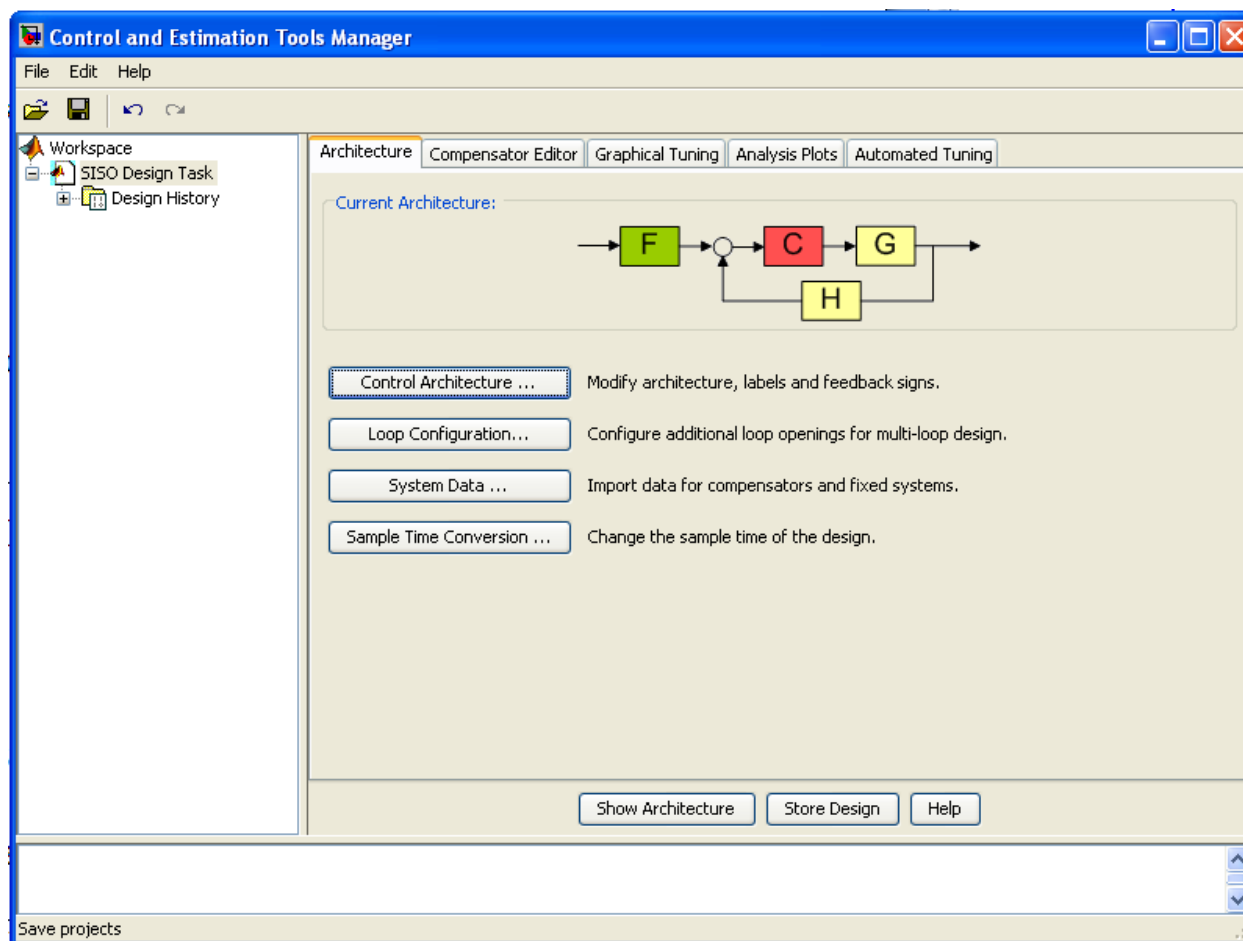 Control and Estimation Tools Manager
File Edit Help
Workspace
SISO Design Task
Design History
Architecture Compensator Editor Graphical Tuning Analysis Plots Automated Tuning
Current Architecture:
F C G
H
Control Architecture ... Modify architecture, labels and feedback signs.
Loop Configuration... Configure additional loop openings for multi-loop design.
System Data ... Import data for compensators and fixed systems.
Sample Time Conversion ... Change the sample time of the design.
Show Architecture Store Design Help
Save projects